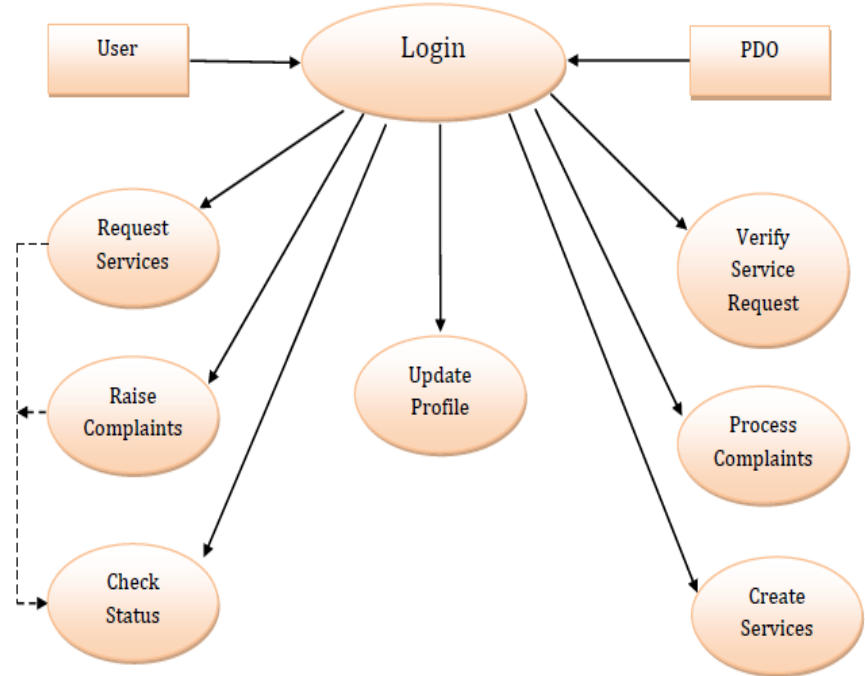 User
Login
PDO
Request
Services
Verify
Service
Request
Raise
Complaints
Update
Profile
Process
Complaints
Check
Status
Create
Services